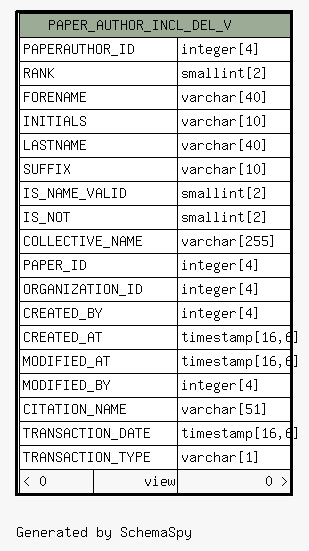 PAPER_AUTHOR_INCL_DEL_V
PAPERAUTHOR_ID integer[4]
RANK smallint[2]
FORENAME varchar[40]
INITIALS varchar[10]
LASTNAME varchar[40]
SUFFIX varchar[10]
IS_NAME_VALID smallint[2]
IS_NOT smallint[2]
COLLECTIVE_NAME varchar[255]
PAPER_ID integer[4]
ORGANIZATION_ID integer[4]
CREATED_BY integer[4]
CREATED_AT timestamp[16,6]
MODIFIED_AT timestamp[16,6]
MODIFIED_BY integer[4]
CITATION_NAME varchar[51]
TRANSACTION_DATE timestamp[16,6]
TRANSACTION_TYPE varchar[1]
< 0 view 0 >
Generated by SchemaSpy